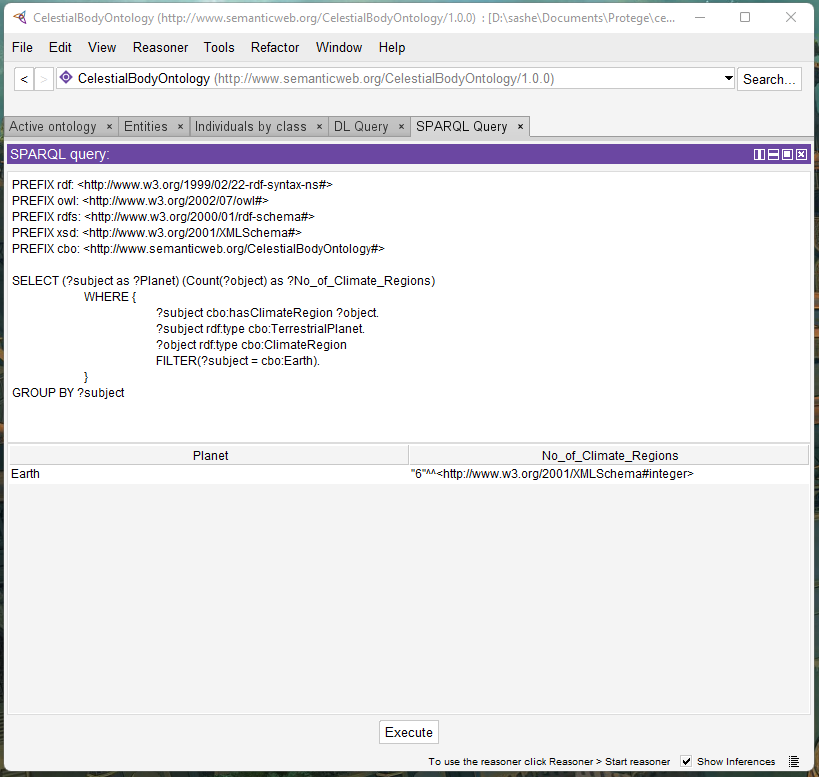 CelestialBodyOntology (http://www.semanticweb.org/CelestialBodyOntology/1.0.0) : [D:\sashe\Documents\Protege\ce...
File Edit View Reasoner Tools Refactor Window Help
< > CelestialBodyOntology (http://www.semanticweb.org/CelestialBodyOntology/1.0.0) Search...
Active ontology × Entities × Individuals by class × DL Query × SPARQL Query ×
SPARQL query:
PREFIX rdf: <http://www.w3.org/1999/02/22-rdf-syntax-ns#>
PREFIX owl: <http://www.w3.org/2002/07/owl#>
PREFIX rdfs: <http://www.w3.org/2000/01/rdf-schema#>
PREFIX xsd: <http://www.w3.org/2001/XMLSchema#>
PREFIX cbo: <http://www.semanticweb.org/CelestialBodyOntology#>
SELECT (?subject as ?Planet) (Count(?object) as ?No_of_Climate_Regions)
WHERE {
?subject cbo:hasClimateRegion ?object.
?subject rdf:type cbo:TerrestrialPlanet.
?object rdf:type cbo:ClimateRegion
FILTER(?subject = cbo:Earth).
}
GROUP BY ?subject
Planet No_of_Climate_Regions
Earth "6"^^<http://www.w3.org/2001/XMLSchema#integer>
Execute
To use the reasoner click Reasoner > Start reasoner Show Inferences